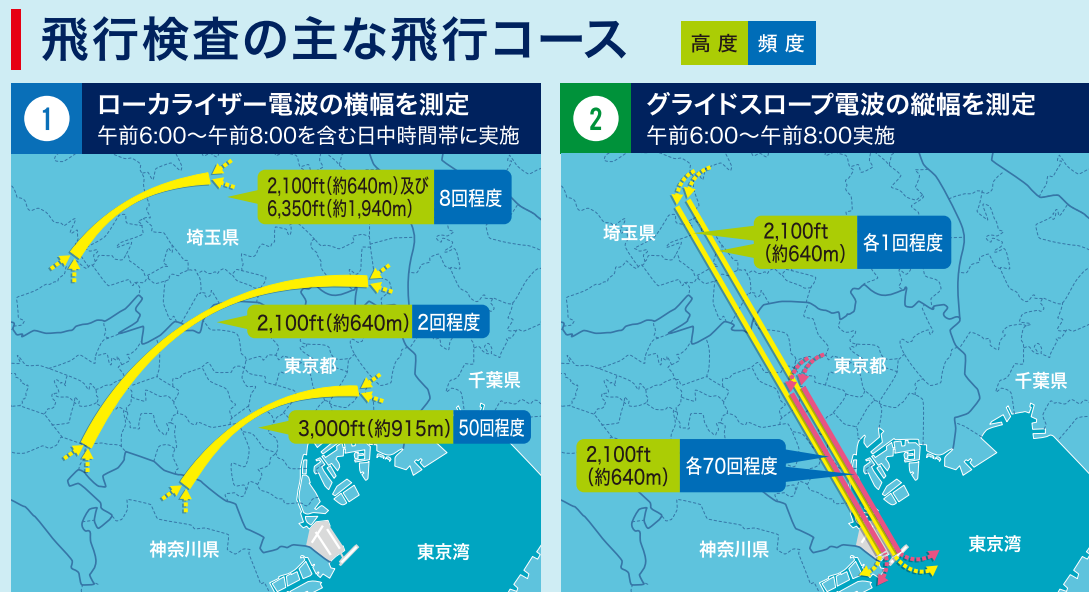 飛行検査の主な飛行コース
高度 頻度
1
ローカライザー電波の横幅を測定
午前6:00〜午前8:00を含む日中時間帯に実施
2,100ft(約640m)及び
6,350ft(約1,940m)
8回程度
埼玉県
2,100ft(約640m)
2回程度
東京都
千葉県
3,000ft(約915m)
50回程度
神奈川県
東京湾
2
グライドスロープ電波の縦幅を測定
午前6:00〜午前8:00実施
埼玉県
2,100ft
(約640m)
各1回程度
東京都
千葉県
2,100ft
(約640m)
各70回程度
神奈川県
東京湾